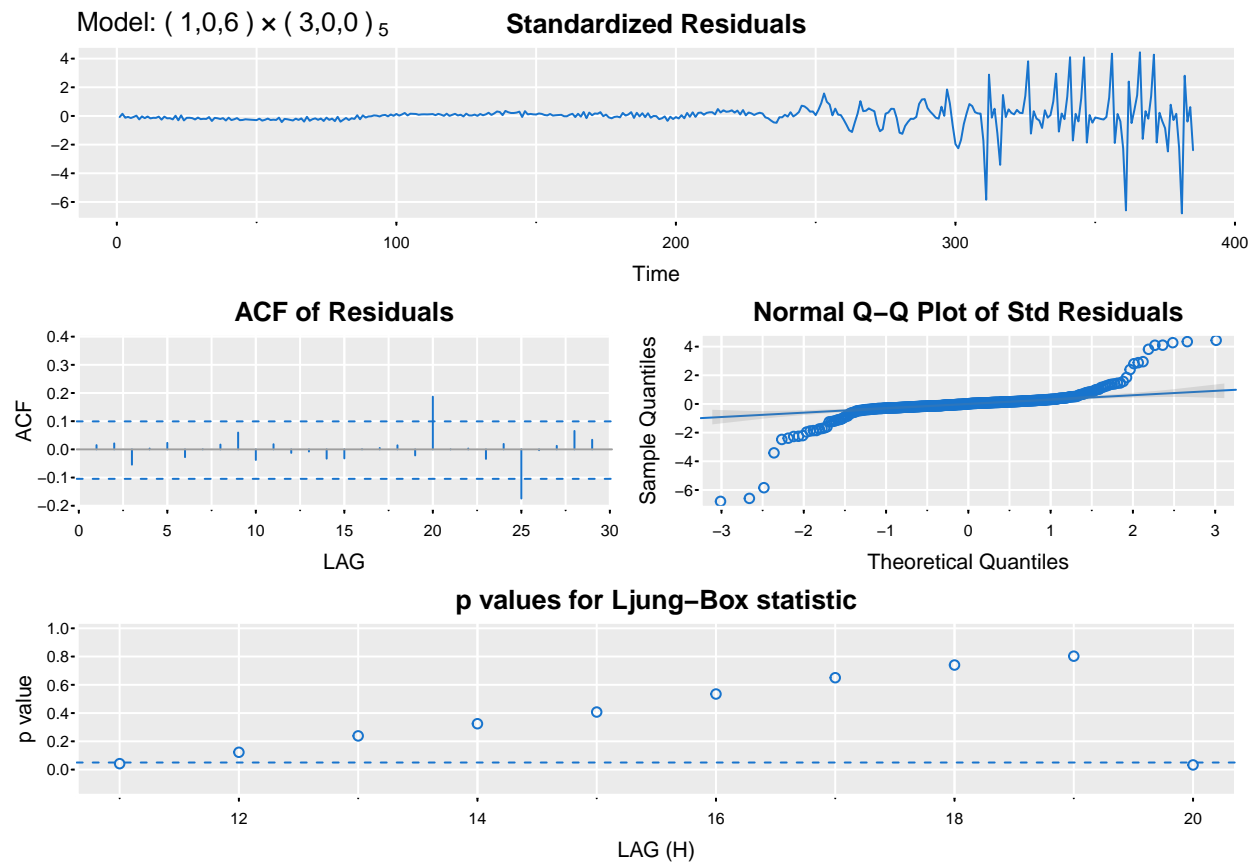 Model: ( 1,0,6 ) × ( 3,0,0 ) 5
Standardized Residuals
4
2
0
−2
−4
−6
0 100 200 300 400
Time
ACF of Residuals
0.4
0.3
0.2
0.1
0.0
−0.1
−0.2
ACF
0 5 10 15 20 25 30
LAG
Normal Q−Q Plot of Std Residuals
4
2
0
−2
−4
−6
Sample Quantiles
−3 −2 −1 0 1 2 3
Theoretical Quantiles
p values for Ljung−Box statistic
1.0
0.8
0.6
0.4
0.2
0.0
p value
12 14 16 18 20
LAG (H)